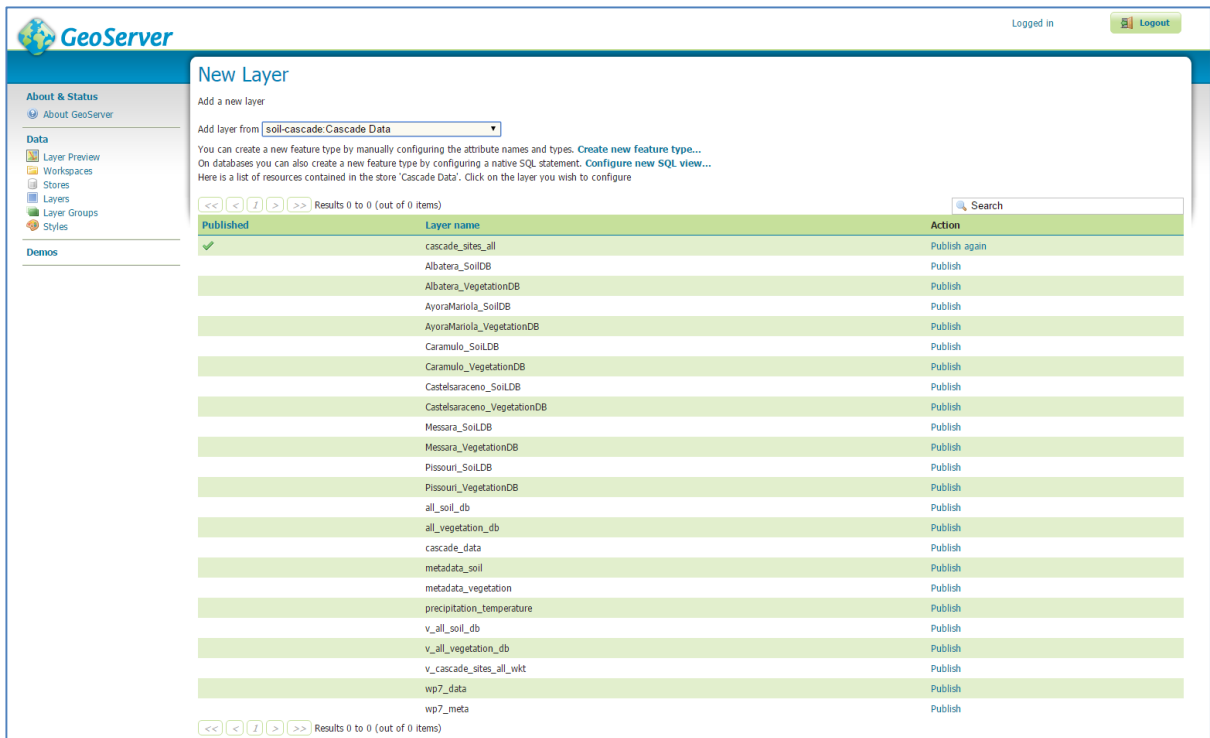 GeoServer
Logged in
Logout
New Layer
Add a new layer
About & Status
About GeoServer
Data
Layer Preview
Workspaces
Stores
Layers
Layer Groups
Styles
Demos
Add layer from soil-cascade:Cascade Data
You can create a new feature type by manually configuring the attribute names and types. Create new feature type...
On databases you can also create a new feature type by configuring a native SQL statement. Configure new SQL view...
Here is a list of resources contained in the store 'Cascade Data'. Click on the layer you wish to configure
<< < 1 > >> Results 0 to 0 (out of 0 items) Search
Published Layer name Action
cascade_sites_all Publish again
Albatera_SoilDB Publish
Albatera_VegetationDB Publish
AyoraMariola_SoilDB Publish
AyoraMariola_VegetationDB Publish
Caramulo_SoiLDB Publish
Caramulo_VegetationDB Publish
Castelsaraceno_SoiLDB Publish
Castelsaraceno_VegetationDB Publish
Messara_SoiLDB Publish
Messara_VegetationDB Publish
Pissouri_SoiLDB Publish
Pissouri_VegetationDB Publish
all_soil_db Publish
all_vegetation_db Publish
cascade_data Publish
metadata_soil Publish
metadata_vegetation Publish
precipitation_temperature Publish
v_all_soil_db Publish
v_all_vegetation_db Publish
v_cascade_sites_all_wkt Publish
wp7_data Publish
wp7_meta Publish
<< < 1 > >> Results 0 to 0 (out of 0 items)